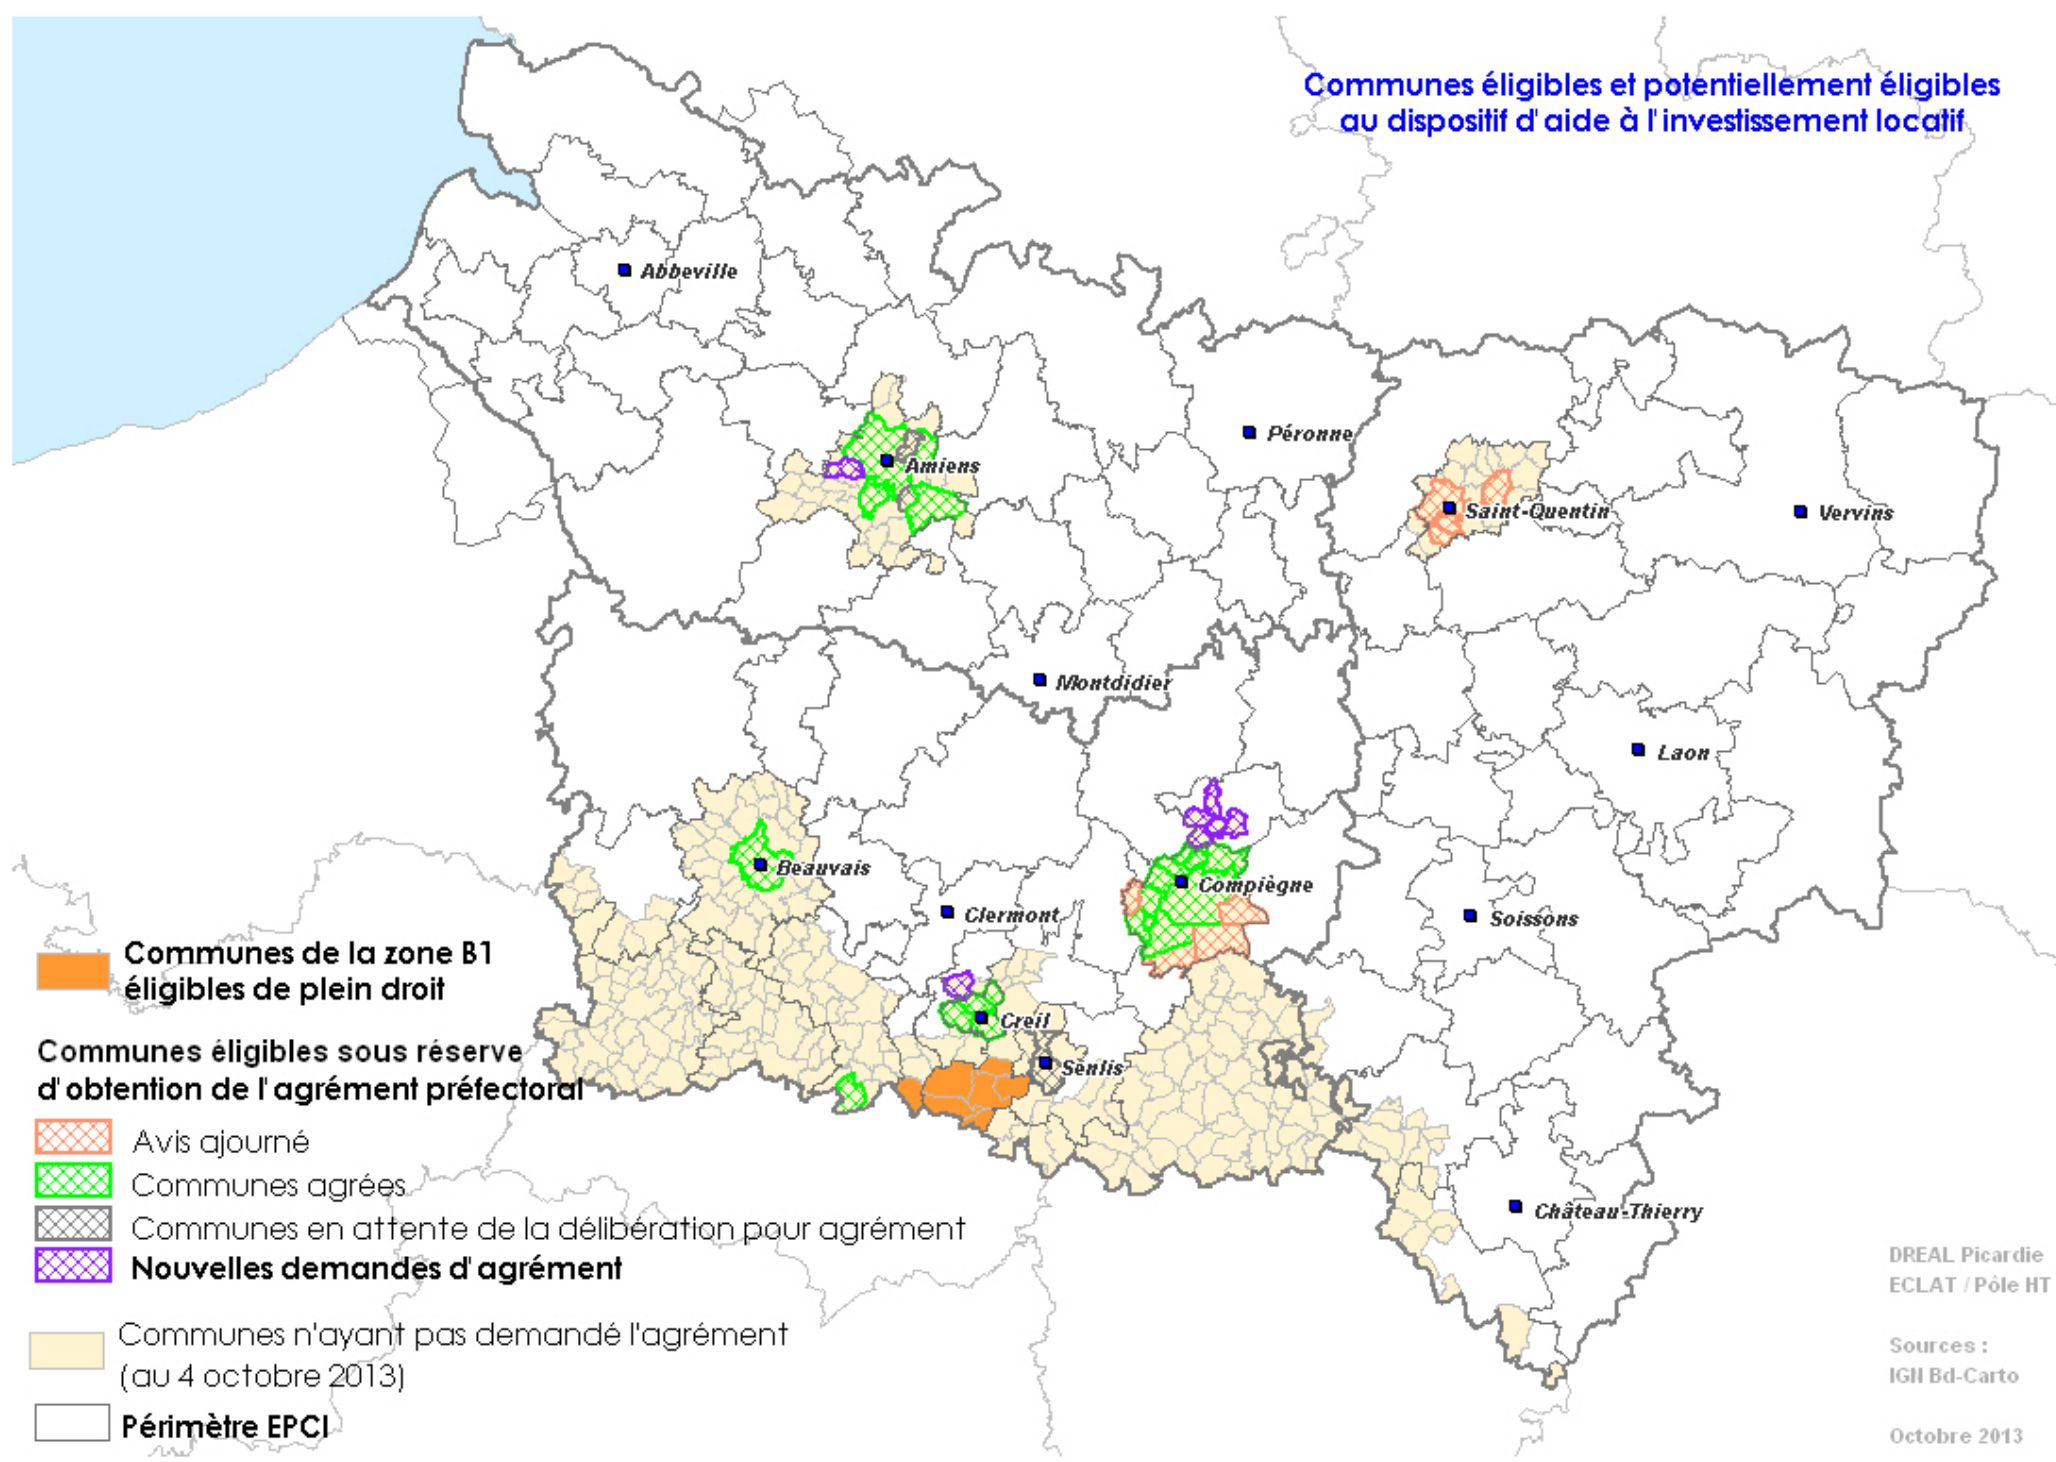 Communes éligibles et potentiellement éligibles
au dispositif d'aide à l'investissement locatif
Abbeville
Péronne
Amiens
Saint-Quentin
Vervins
Montdidier
Laon
Beauvais
Compiègne
Clermont
Soissons
Creil
Senlis
Château-Thierry
Communes de la zone B1
éligibles de plein droit
Communes éligibles sous réserve
d'obtention de l'agrément préfectoral
Avis ajourné
Communes agrées
Communes en attente de la délibération pour agrément
Nouvelles demandes d'agrément
Communes n'ayant pas demandé l'agrément
(au 4 octobre 2013)
Périmètre EPCI
DREAL Picardie
ECLAT / Pôle HT
Sources :
IGN Bd-Carto
Octobre 2013